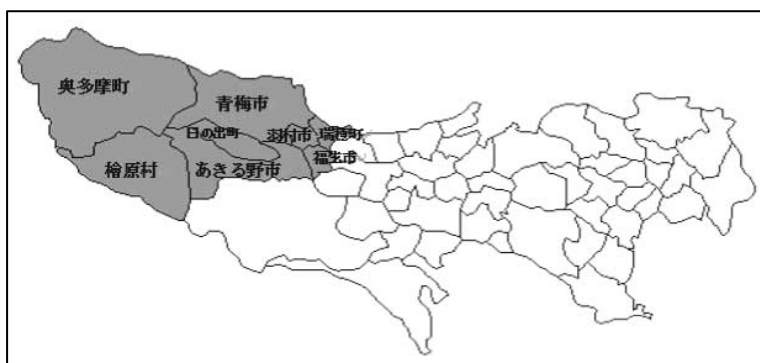 奥多摩町
青梅市
日の出町
羽村市
瑞穂町
福生市
檜原村
あきる野市